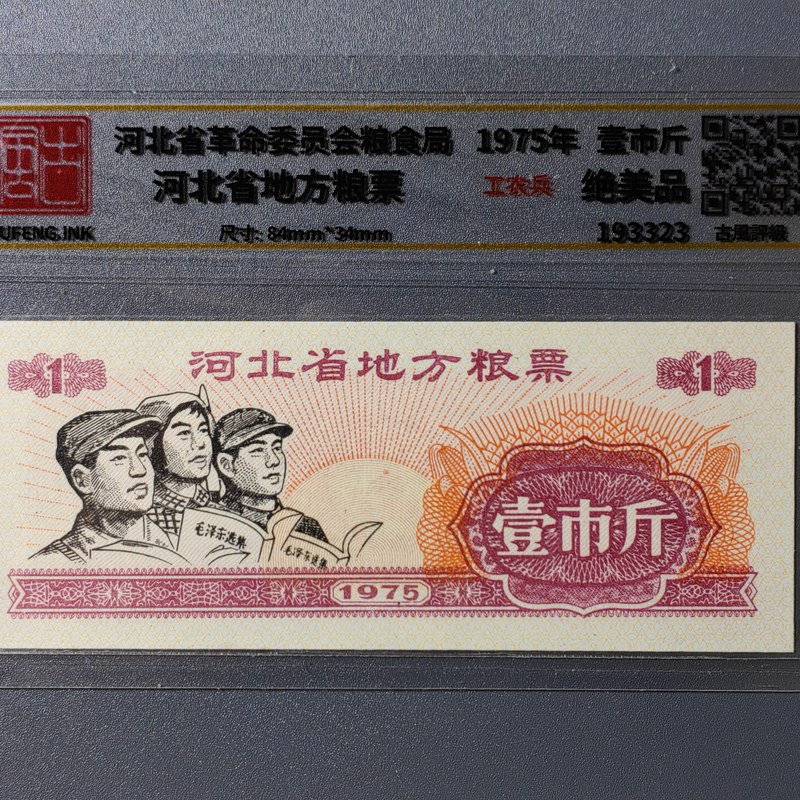 河北省革命委员会粮食局 1975年 壹市斤
河北省地方粮票 工农兵 绝美品
UFENG.INK 尺寸: 84mm*34mm 193323 古風評級
1 河北省地方粮票 1
壹市斤
毛泽东选集
毛泽东选集
1975